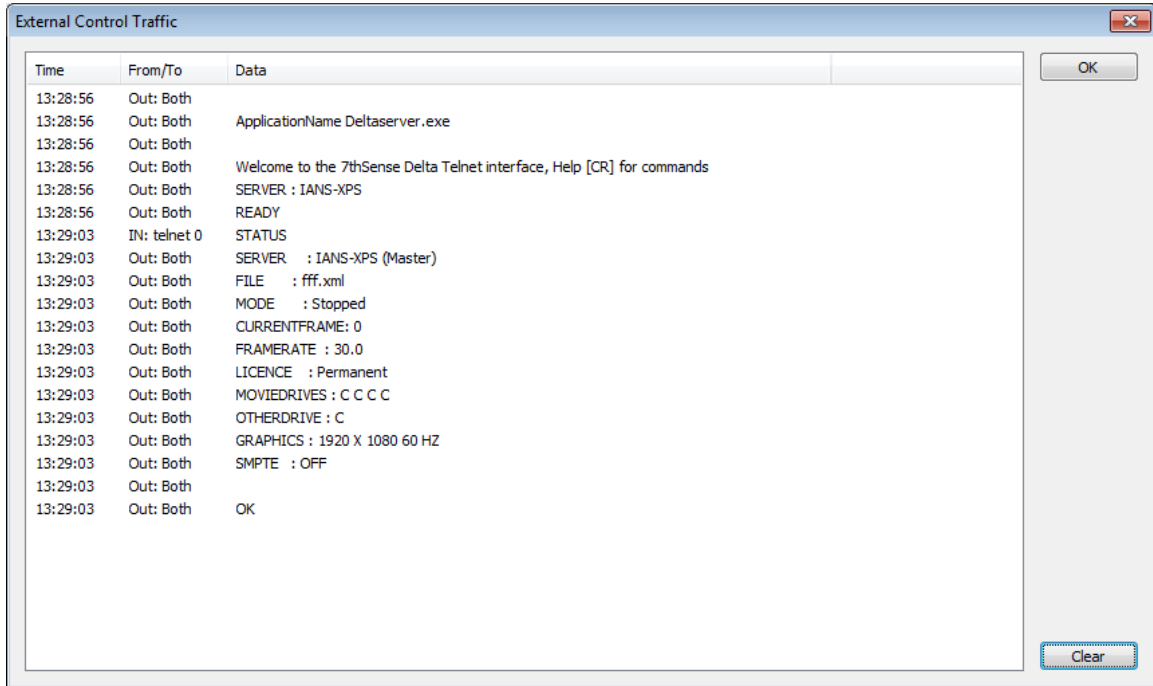 External Control Traffic
Time From/To Data
OK
13:28:56 Out: Both
13:28:56 Out: Both ApplicationName Deltaserver.exe
13:28:56 Out: Both
13:28:56 Out: Both Welcome to the 7thSense Delta Telnet interface, Help [CR] for commands
13:28:56 Out: Both SERVER : IANS-XPS
13:28:56 Out: Both READY
13:29:03 IN: telnet 0 STATUS
13:29:03 Out: Both SERVER : IANS-XPS (Master)
13:29:03 Out: Both FILE : fff.xml
13:29:03 Out: Both MODE : Stopped
13:29:03 Out: Both CURRENTFRAME: 0
13:29:03 Out: Both FRAMERATE : 30.0
13:29:03 Out: Both LICENCE : Permanent
13:29:03 Out: Both MOVIEDRIVES : C C C C
13:29:03 Out: Both OTHERDRIVE : C
13:29:03 Out: Both GRAPHICS : 1920 X 1080 60 HZ
13:29:03 Out: Both SMPTE : OFF
13:29:03 Out: Both
13:29:03 Out: Both OK
Clear